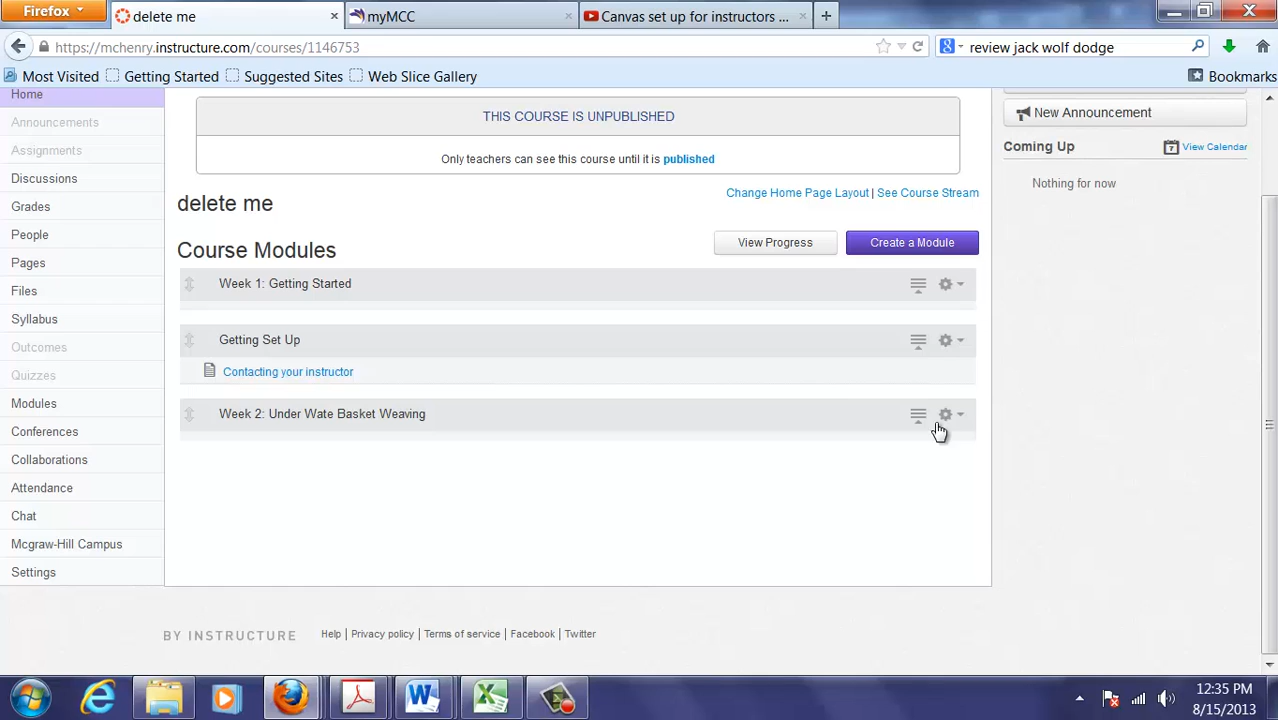 Firefox
delete me
myMCC
Canvas set up for instructors ...
https://mchenry.instructure.com/courses/1146753
review jack wolf dodge
Most Visited
Getting Started
Suggested Sites
Web Slice Gallery
Bookmarks
Home
Announcements
Assignments
Discussions
Grades
People
Pages
Files
Syllabus
Outcomes
Quizzes
Modules
Conferences
Collaborations
Attendance
Chat
Mcgraw-Hill Campus
Settings
THIS COURSE IS UNPUBLISHED
Only teachers can see this course until it is published
Change Home Page Layout | See Course Stream
delete me
Course Modules
View Progress
Create a Module
Week 1: Getting Started
Getting Set Up
Contacting your instructor
Week 2: Under Wate Basket Weaving
New Announcement
Coming Up
7 View Calendar
Nothing for now
BY INSTRUCTURE
Help | Privacy policy | Terms of service | Facebook | Twitter
12:35 PM
8/15/2013